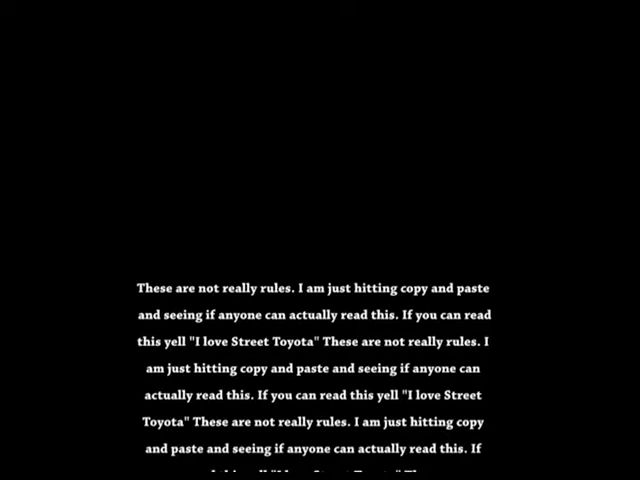 These are not really rules. I am just hitting copy and paste
and seeing if anyone can actually read this. If you can read
this yell "I love Street Toyota" These are not really rules. I
am just hitting copy and paste and seeing if anyone can
actually read this. If you can read this yell "I love Street
Toyota" These are not really rules. I am just hitting copy
and paste and seeing if anyone can actually read this. If